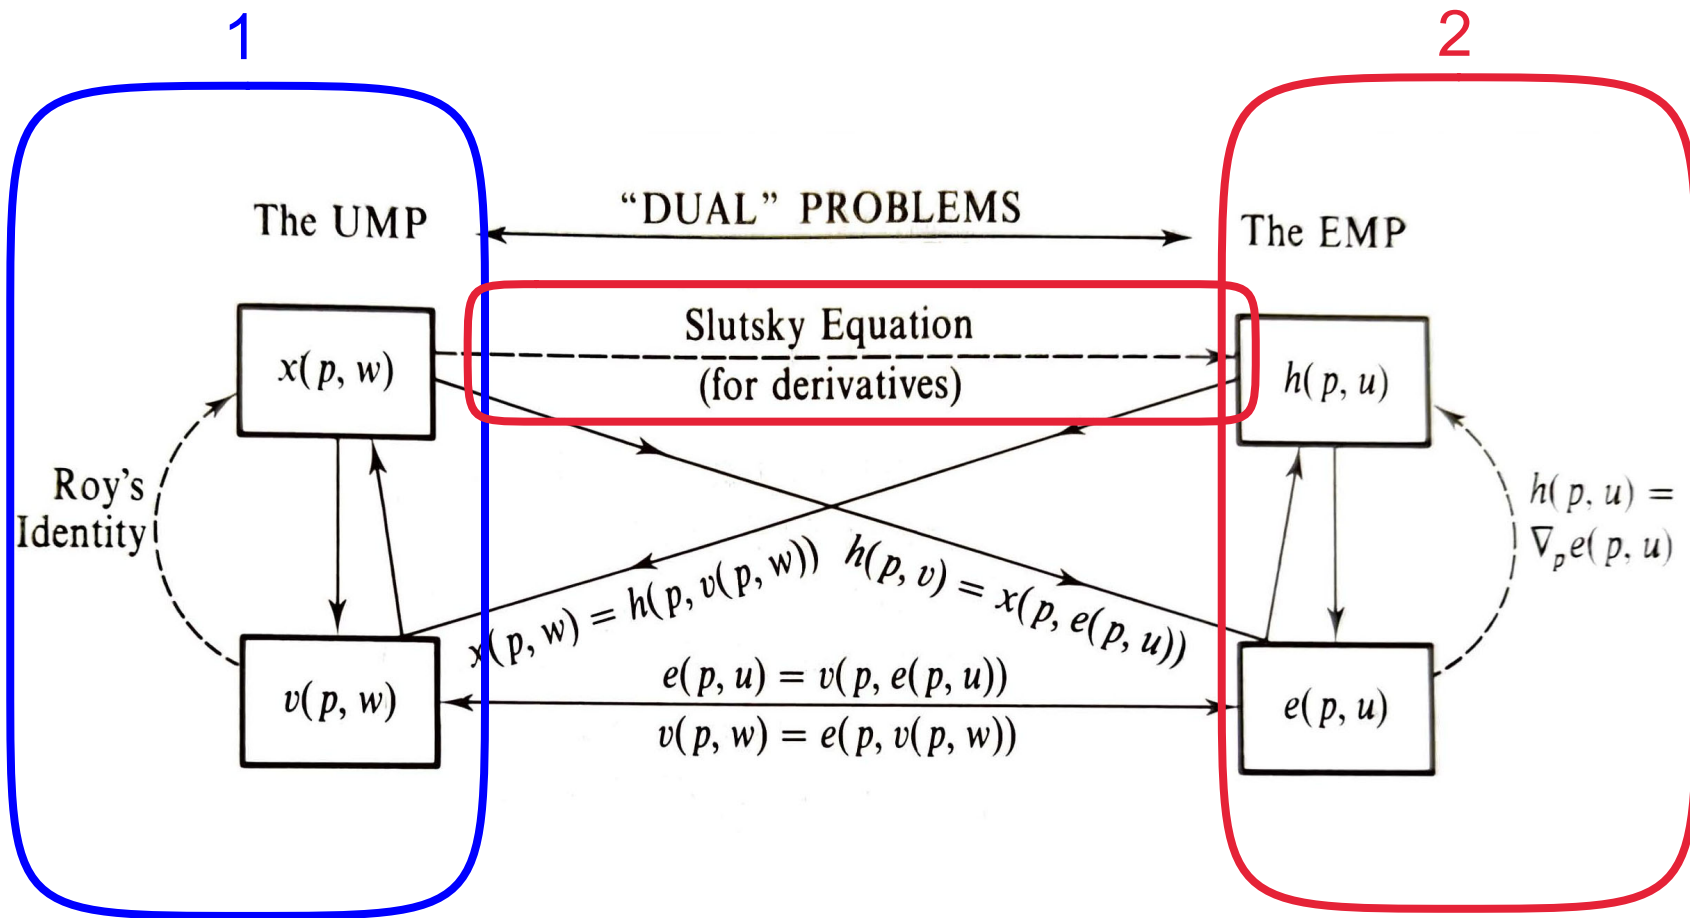 1
2
The UMP
“DUAL” PROBLEMS
The EMP
Slutsky Equation
(for derivatives)
x(p, w)
h(p, u)
Roy's
Identity
h(p, u) =
∇ₚe(p, u)
x(p, w) = h(p, v(p, w))
h(p, v) = x(p, e(p, u))
e(p, u) = v(p, e(p, u))
v(p, w) = e(p, v(p, w))
v(p, w)
e(p, u)